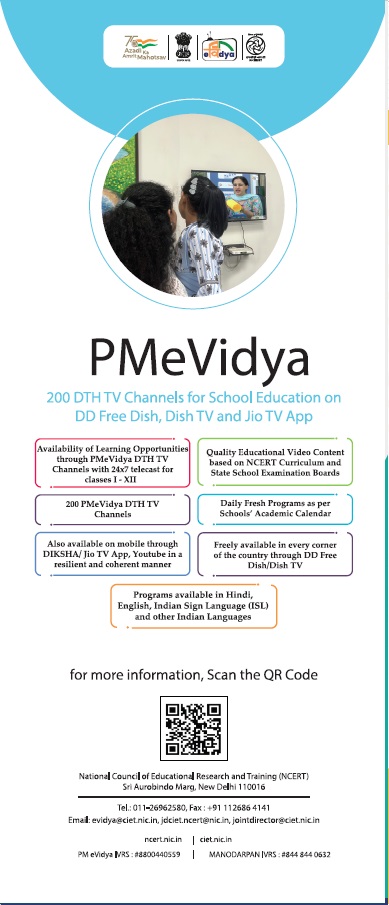 75
Azadi Ka
Amrit Mahotsav
eVidya
PMeVidya
200 DTH TV Channels for School Education on
DD Free Dish, Dish TV and Jio TV App
Availability of Learning Opportunities
through PMeVidya DTH TV
Channels with 24x7 telecast for
classes I - XII
Quality Educational Video Content
based on NCERT Curriculum and
State School Examination Boards
200 PMeVidya DTH TV
Channels
Daily Fresh Programs as per
Schools' Academic Calendar
Also available on mobile through
DIKSHA/ Jio TV App, Youtube in a
resilient and coherent manner
Freely available in every corner
of the country through DD Free
Dish/Dish TV
Programs available in Hindi,
English, Indian Sign Language (ISL)
and other Indian Languages
for more information, Scan the QR Code
National Council of Educational Research and Training (NCERT)
Sri Aurobindo Marg, New Delhi 110016
Tel.: 011-26962580, Fax : +91 112686 4141
Email: evidya@ciet.nic.in, jdciet.ncert@nic.in, jointdirector@ciet.nic.in
ncert.nic.in | ciet.nic.in
PM eVidya IVRS : #8800440559 | MANODARPAN IVRS : #844 844 0632